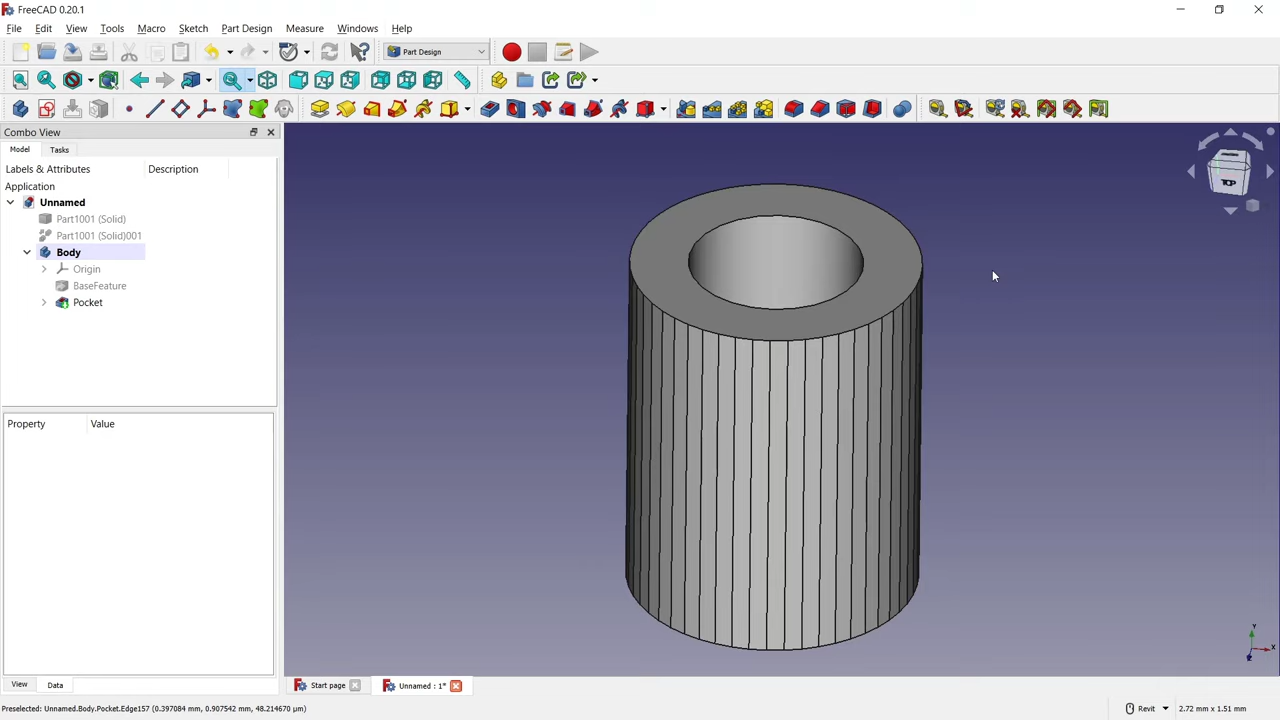 FreeCAD 0.20.1
File Edit View Tools Macro Sketch Part Design Measure Windows Help
Part Design
Combo View
Model Tasks
Labels & Attributes Description
Application
Unnamed
Part1001 (Solid)
Part1001 (Solid)001
Body
Origin
BaseFeature
Pocket
TOP
Property Value
Y
X
View Data
Start page
Unnamed : 1*
Preselected: Unnamed.Body.Pocket.Edge157 (0.397084 mm, 0.907542 mm, 48.214670 μm)
Revit 2.72 mm x 1.51 mm